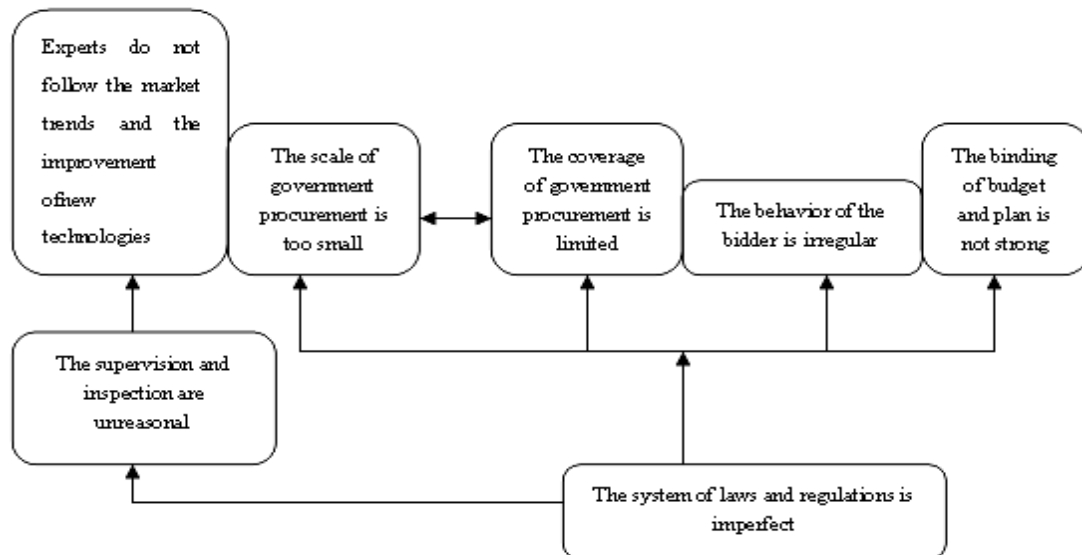 Experts do not
follow the market
trends and the
improvement
ofnew
technologies
The scale of
government
procurement is
too small
The coverage
of government
procurement is
limited
The behavior of the
bidder is irregular
The binding
of budget
and plan is
not strong
The supervision and
inspection are
unreasonal
The system of laws and regulations is
imperfect